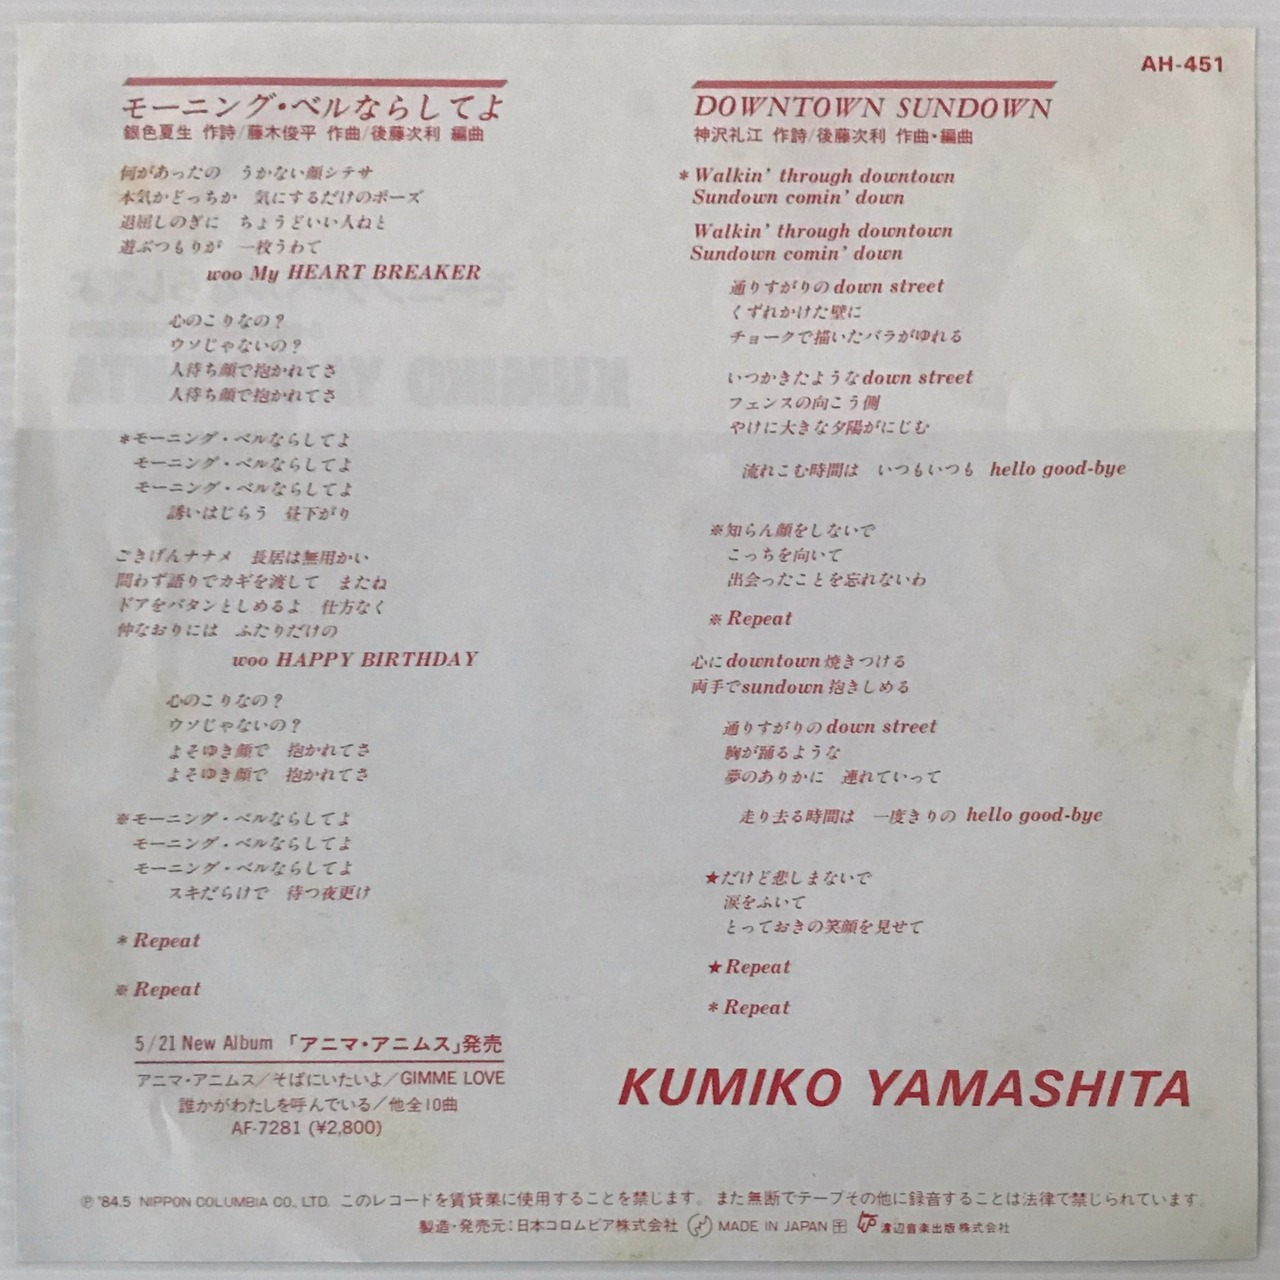 AH-451
モーニング・ベルならしてよ
銀色夏生 作詩/藤木俊平 作曲/後藤次利 編曲
何があったの うかない顔シテサ
本気かどっちか 気にするだけのポーズ
退屈しのぎに ちょうどいい人ねと
遊ぶつもりが 一枚うわて
woo My HEART BREAKER
心のこりなの?
ウソじゃないの?
人待ち顔で抱かれてさ
人待ち顔で抱かれてさ
*モーニング・ベルならしてよ
モーニング・ベルならしてよ
モーニング・ベルならしてよ
誘いはじらう 昼下がり
ごきげんナナメ 長居は無用かい
問わず語りでカギを渡して またね
ドアをバタンとしめるよ 仕方なく
仲なおりには ふたりだけの
woo HAPPY BIRTHDAY
心のこりなの?
ウソじゃないの?
よそゆき顔で 抱かれてさ
よそゆき顔で 抱かれてさ
※モーニング・ベルならしてよ
モーニング・ベルならしてよ
モーニング・ベルならしてよ
スキだらけで 待つ夜更け
* Repeat
※ Repeat
5/21 New Album 「アニマ・アニムス」発売
アニマ・アニムス/そばにいたいよ/GIMME LOVE
誰かがわたしを呼んでいる/他全10曲
AF-7281 (¥2,800)
DOWNTOWN SUNDOWN
神沢礼江 作詩/後藤次利 作曲・編曲
* Walkin' through downtown
Sundown comin' down
Walkin' through downtown
Sundown comin' down
通りすがりの down street
くずれかけた壁に
チョークで描いたバラがゆれる
いつかきたような down street
フェンスの向こう側
やけに大きな夕陽がにじむ
流れこむ時間は いつもいつも hello good-bye
※知らん顔をしないで
こっちを向いて
出会ったことを忘れないわ
※ Repeat
心に downtown 焼きつける
両手で sundown 抱きしめる
通りすがりの down street
胸が踊るような
夢のありかに 連れていって
走り去る時間は 一度きりの hello good-bye
★だけど悲しまないで
涙をふいて
とっておきの笑顔を見せて
★ Repeat
* Repeat
KUMIKO YAMASHITA
Ⓟ '84.5 NIPPON COLUMBIA CO., LTD. このレコードを賃貸業に使用することを禁じます。また無断でテープその他に録音することは法律で禁じられています。
製造・発売元:日本コロムビア株式会社 MADE IN JAPAN 渡辺音楽出版株式会社